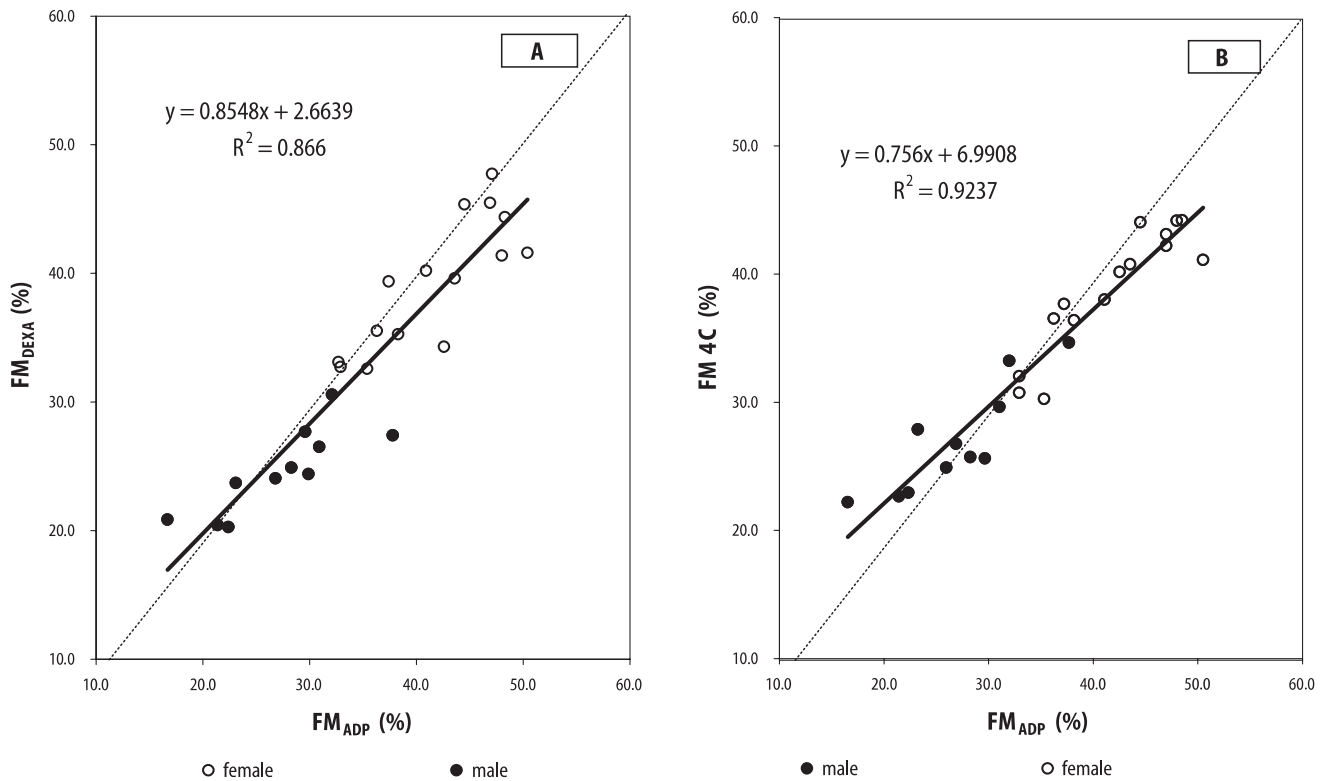 60.0
50.0
40.0
30.0
20.0
10.0
10.0 20.0 30.0 40.0 50.0 60.0
FM_DEXA (%)
A
y = 0.8548x + 2.6639
R² = 0.866
FM_ADP (%)
female male
60.0
50.0
40.0
30.0
20.0
10.0
10.0 20.0 30.0 40.0 50.0 60.0
FM 4C (%)
B
y = 0.756x + 6.9908
R² = 0.9237
FM_ADP (%)
male female